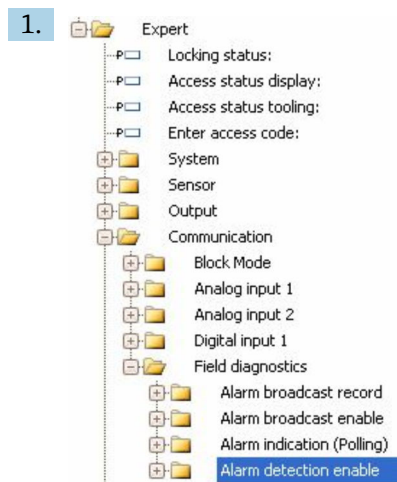 1.
Expert
Locking status:
Access status display:
Access status tooling:
Enter access code:
System
Sensor
Output
Communication
Block Mode
Analog input 1
Analog input 2
Digital input 1
Field diagnostics
Alarm broadcast record
Alarm broadcast enable
Alarm indication (Polling)
Alarm detection enable